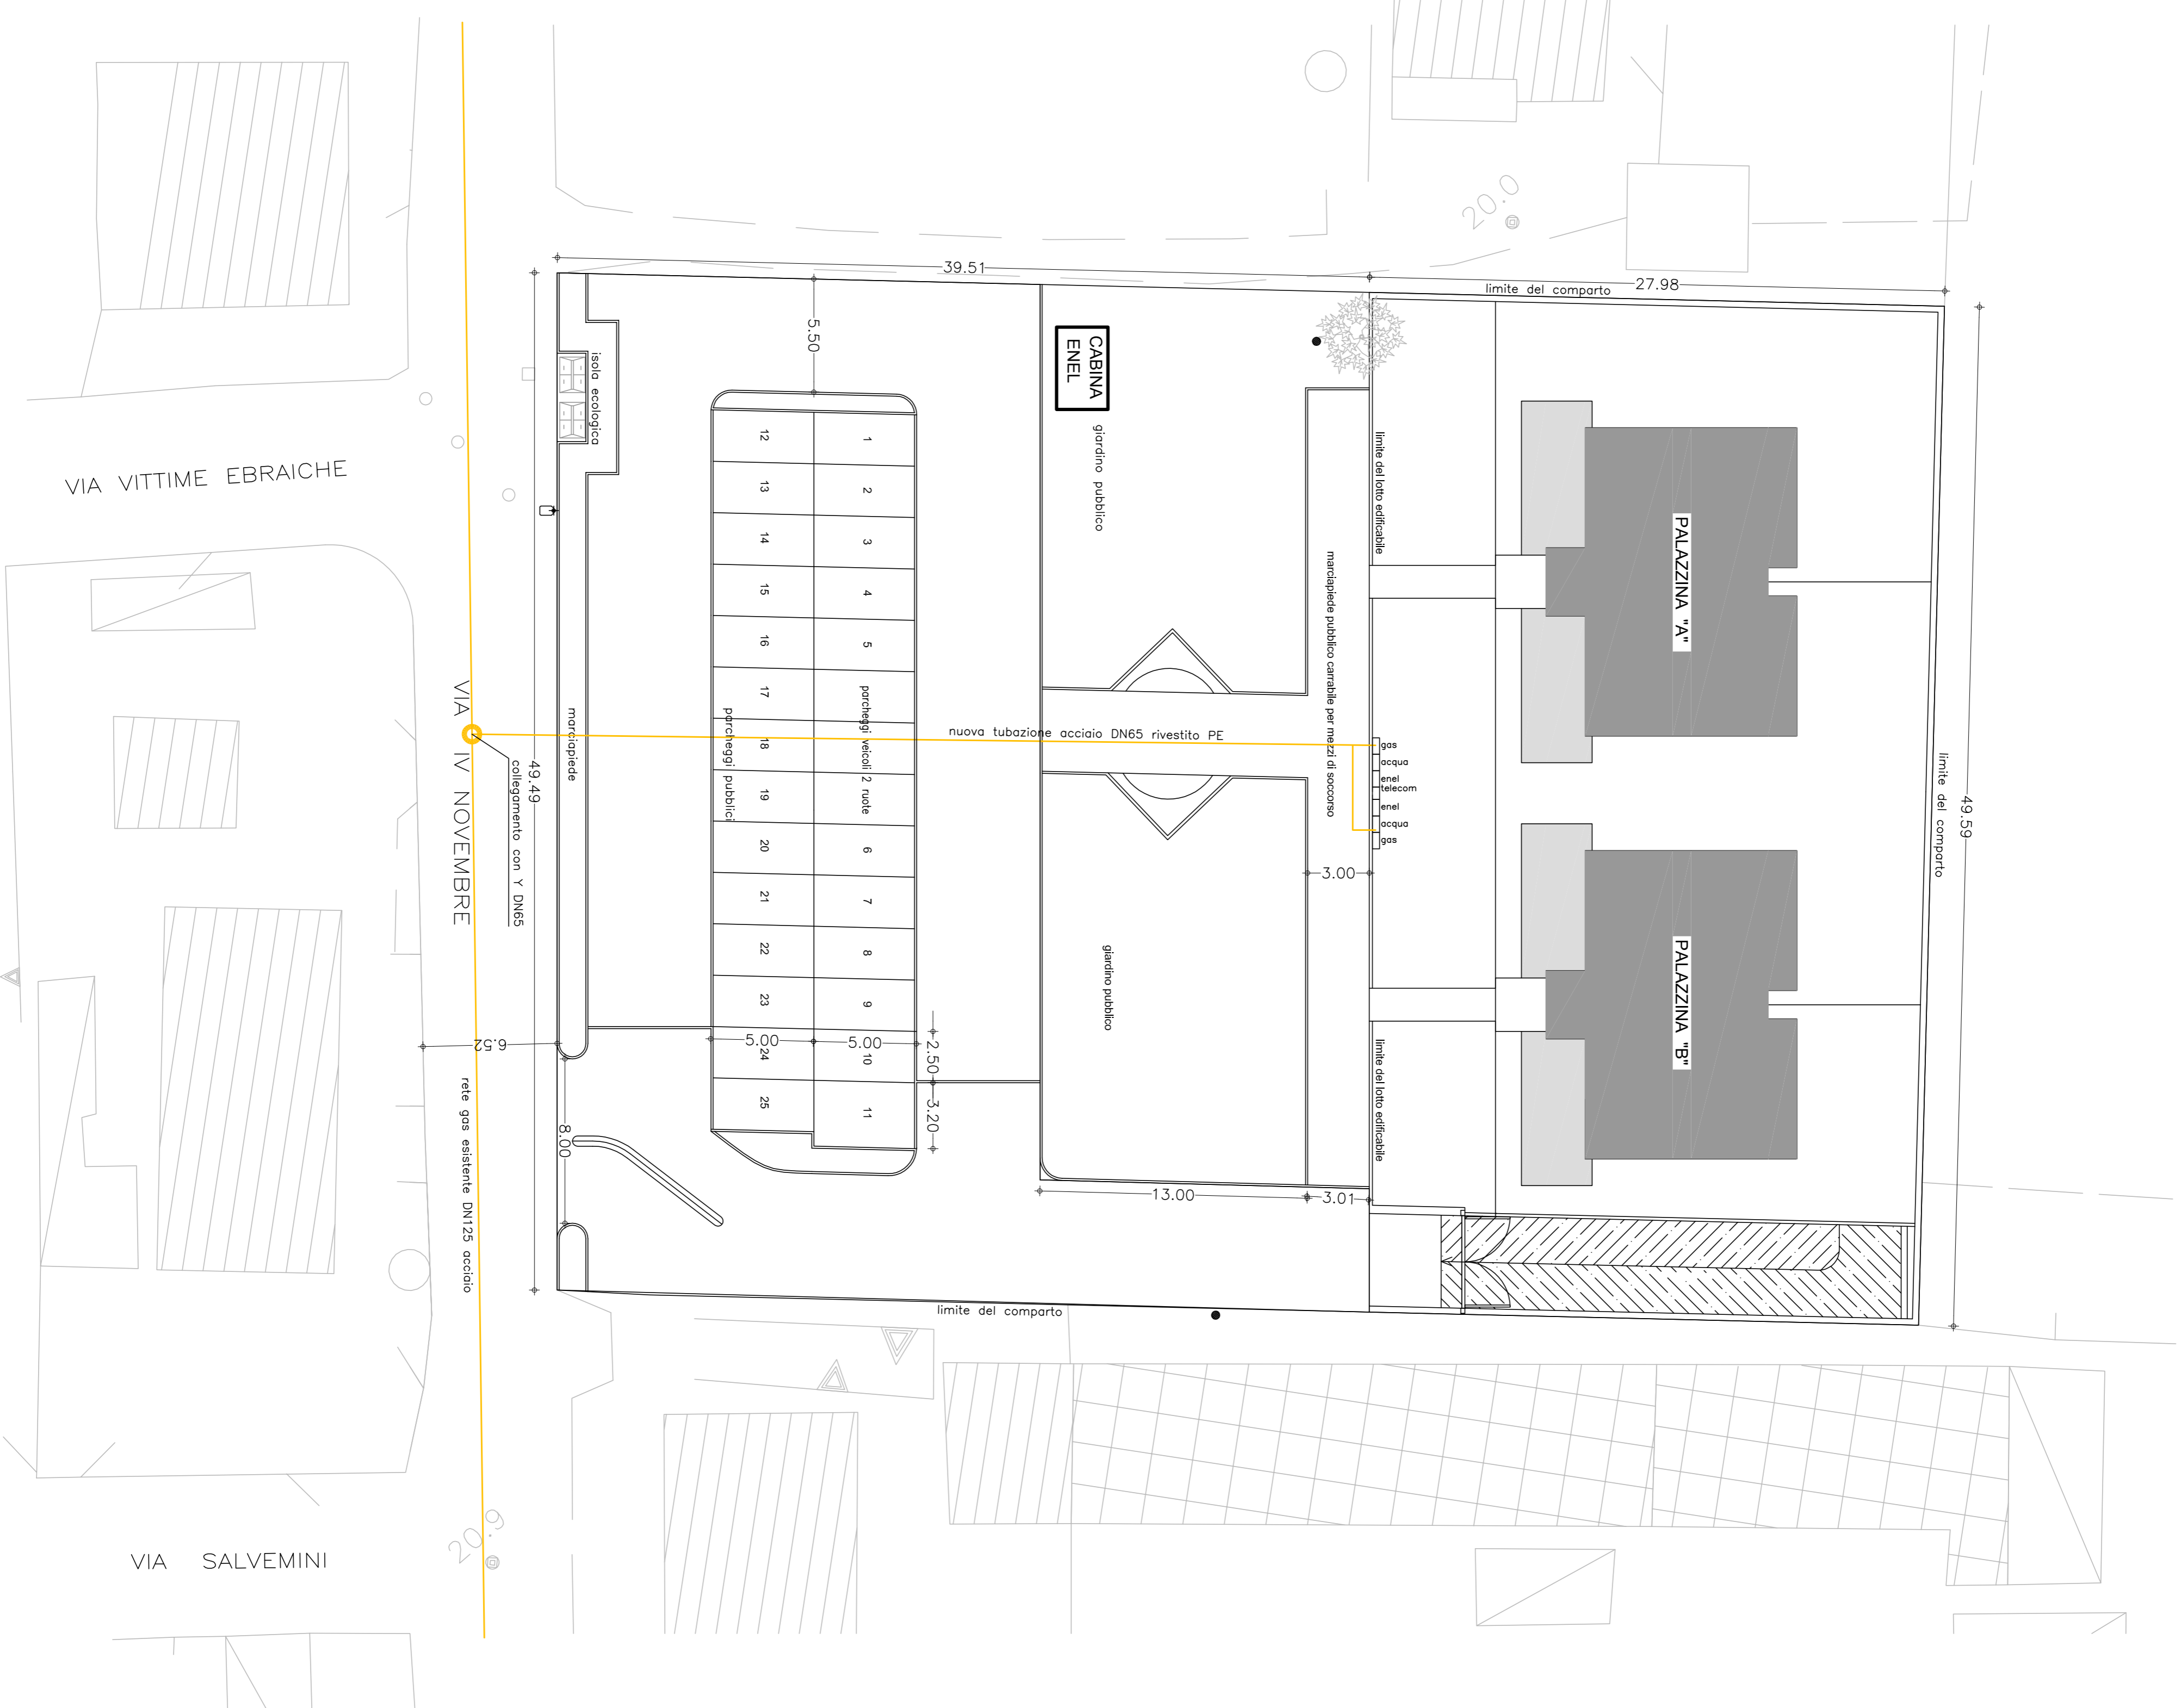 39.51
27.98
limite del comparto
20.0
49.49
5.50
isola ecologica
CABINA
ENEL
giardino pubblico
limite del lotto edificabile
marciapiede pubblico carrabile per mezzi di soccorso
PALAZZINA "A"
VIA VITTIME EBRAICHE
12
1
13
2
14
3
15
4
16
5
17
18
19
20
6
21
7
22
8
23
9
24
10
25
11
parcheggi veicoli 2 ruote
parcheggi pubblici
marciapiede
nuova tubazione acciaio DN65 rivestito PE
gas
acqua
enel
telecom
enel
acqua
gas
VIA IV NOVEMBRE
collegamento con Y DN65
limite del comparto
49.59
3.00
giardino pubblico
PALAZZINA "B"
limite del lotto edificabile
6.52
5.00
5.00
2.50
3.20
rete gas esistente DN125 acciaio
8.00
13.00
3.01
limite del comparto
20.9
VIA SALVEMINI